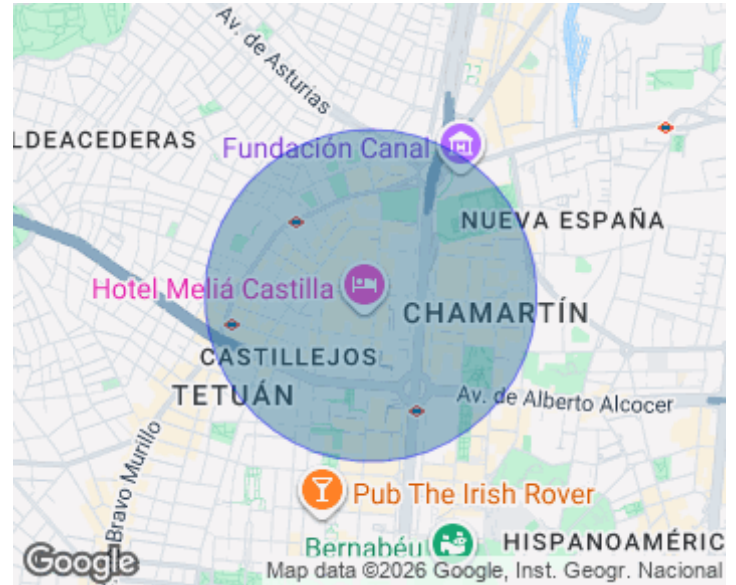 Av. de Asturias
LDEACEDERAS
Fundación Canal
NUEVA ESPAÑA
Hotel Meliá Castilla
CHAMARTÍN
CASTILLEJOS
TETUÁN
Av. de Alberto Alcocer
Bravo Murillo
Pub The Irish Rover
Bernabéu
HISPANOAMÉRIC
Google
Map data ©2026 Google, Inst. Geogr. Nacional